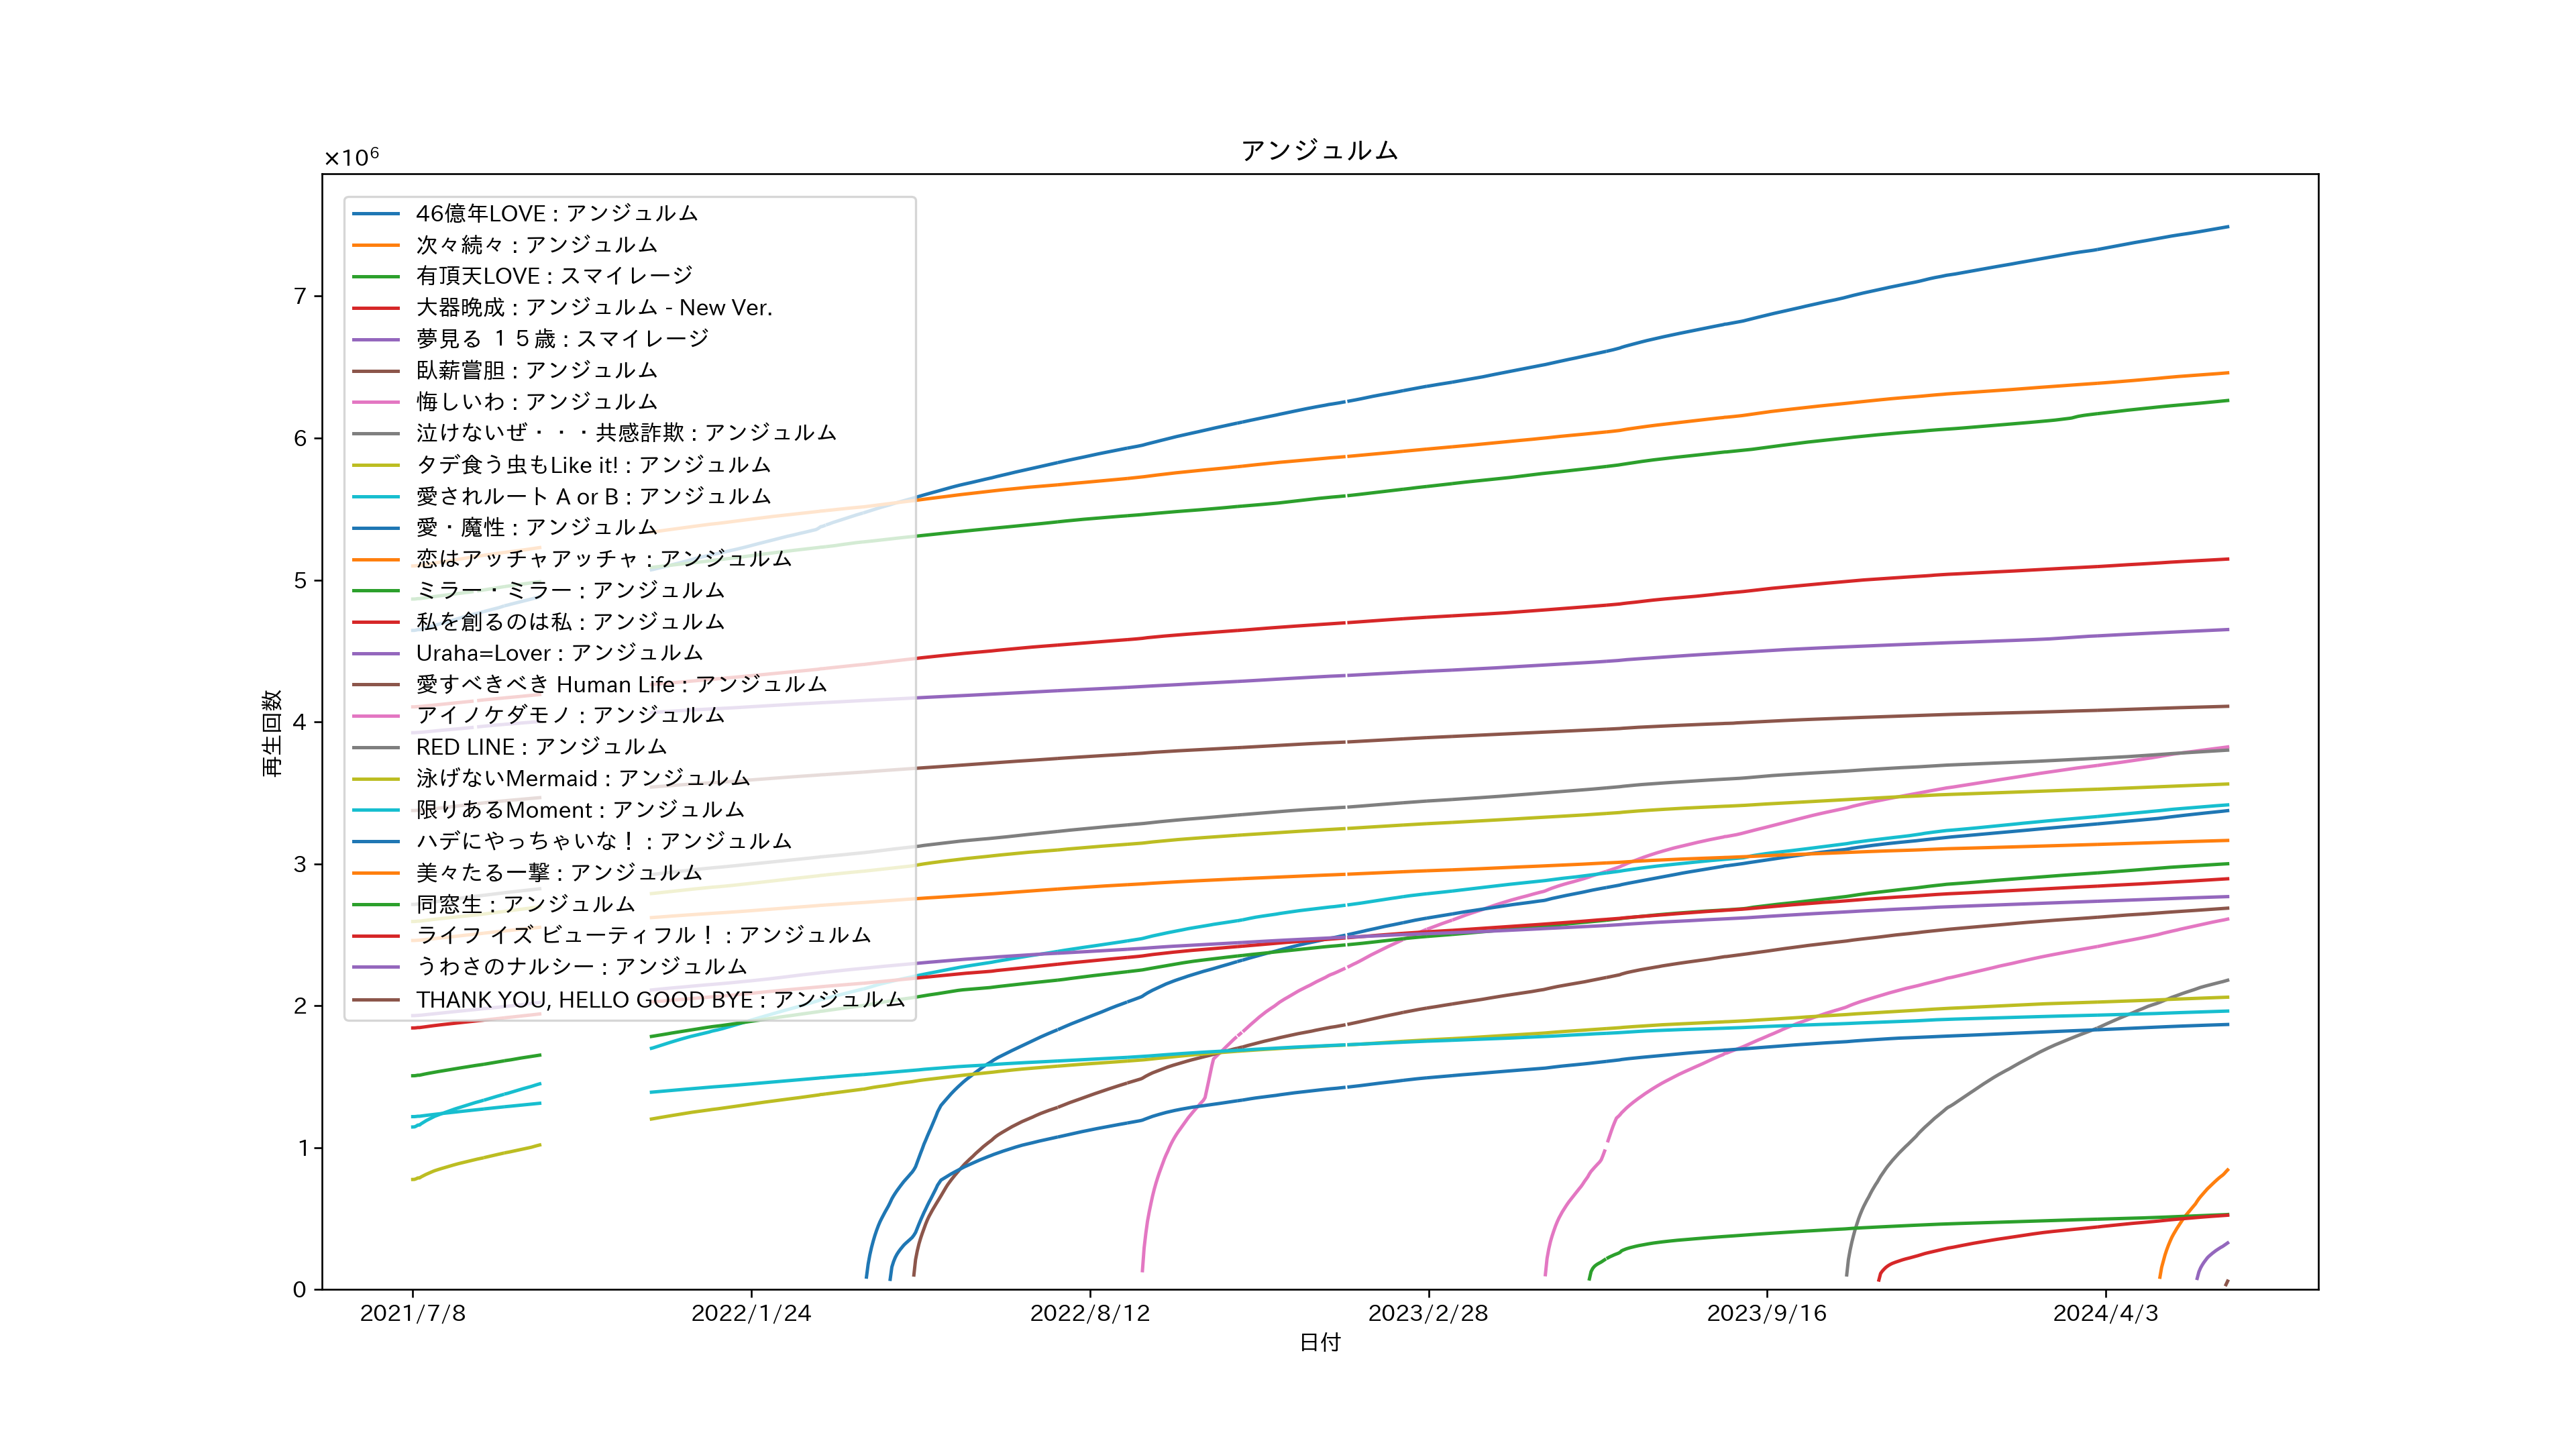 アンジュルム
×10⁶
46億年LOVE : アンジュルム
次々続々 : アンジュルム
有頂天LOVE : スマイレージ
大器晩成 : アンジュルム - New Ver.
夢見る １５歳 : スマイレージ
臥薪嘗胆 : アンジュルム
悔しいわ : アンジュルム
泣けないぜ・・・共感詐欺 : アンジュルム
タデ食う虫もLike it! : アンジュルム
愛されルート A or B : アンジュルム
愛・魔性 : アンジュルム
恋はアッチャアッチャ : アンジュルム
ミラー・ミラー : アンジュルム
私を創るのは私 : アンジュルム
Uraha=Lover : アンジュルム
愛すべきべき Human Life : アンジュルム
アイノケダモノ : アンジュルム
RED LINE : アンジュルム
泳げないMermaid : アンジュルム
限りあるMoment : アンジュルム
ハデにやっちゃいな！ : アンジュルム
美々たる一撃 : アンジュルム
同窓生 : アンジュルム
ライフ イズ ビューティフル！ : アンジュルム
うわさのナルシー : アンジュルム
THANK YOU, HELLO GOOD BYE : アンジュルム
7
6
5
4
3
2
1
0
再生回数
2021/7/8
2022/1/24
2022/8/12
2023/2/28
2023/9/16
2024/4/3
日付